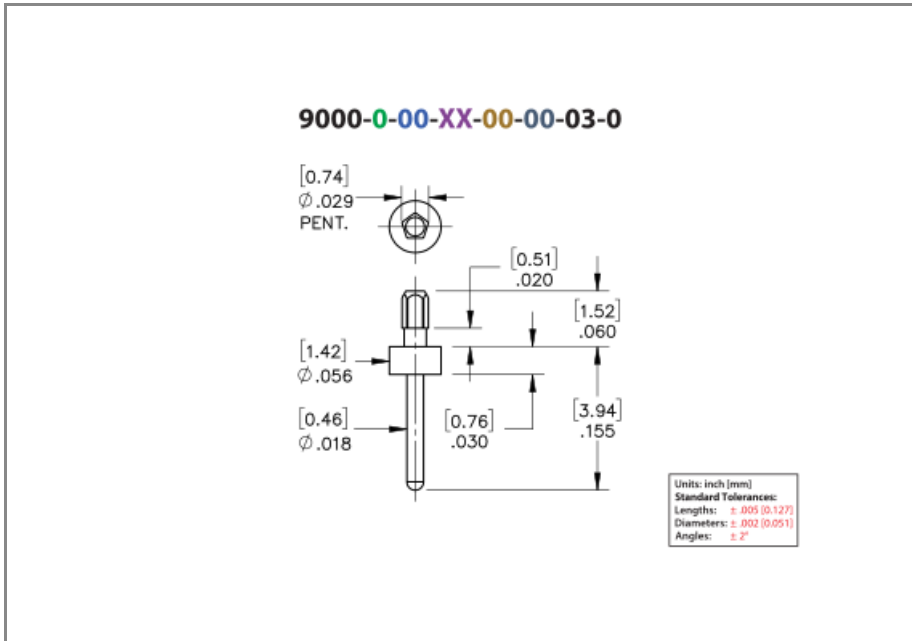 9000-0-00-XX-00-00-03-0
[0.74]
Ø.029
PENT.
[0.51]
.020
[1.52]
.060
[1.42]
Ø.056
[3.94]
.155
[0.46]
Ø.018
[0.76]
.030
Units: inch [mm]
Standard Tolerances:
Lengths: ± .005 [0.127]
Diameters: ± .002 [0.051]
Angles: ± 2°